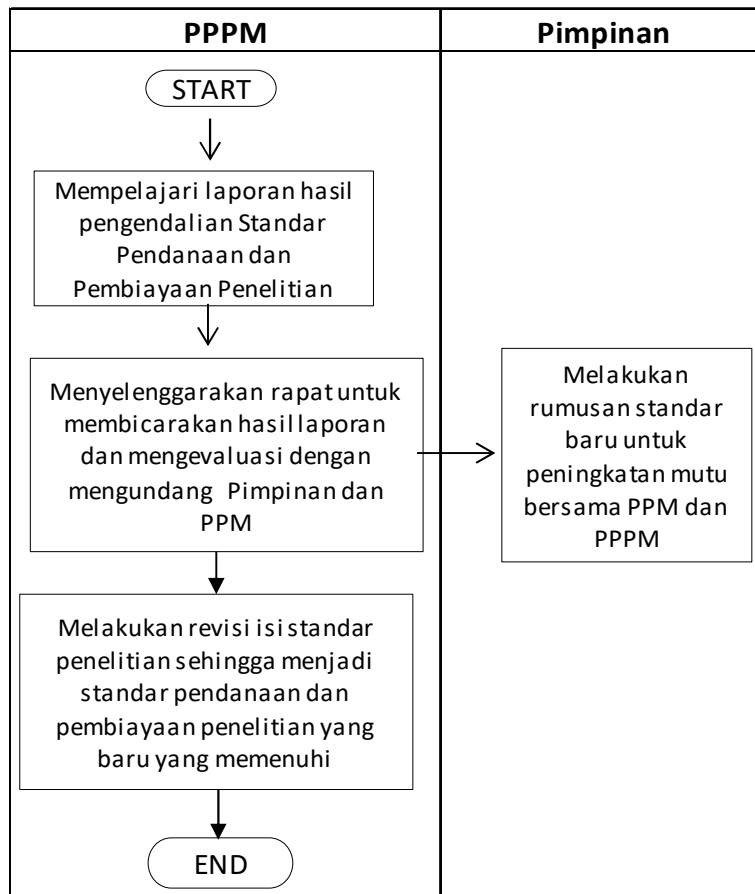 PPPM
Pimpinan
START
Mempelajari laporan hasil
pengendalian Standar
Pendanaan dan
Pembiayaan Penelitian
Menyelenggarakan rapat untuk
membicarakan hasil laporan
dan mengevaluasi dengan
mengundang Pimpinan dan
PPM
Melakukan
rumusan standar
baru untuk
peningkatan mutu
bersama PPM dan
PPPM
Melakukan revisi isi standar
penelitian sehingga menjadi
standar pendanaan dan
pembiayaan penelitian yang
baru yang memenuhi
END